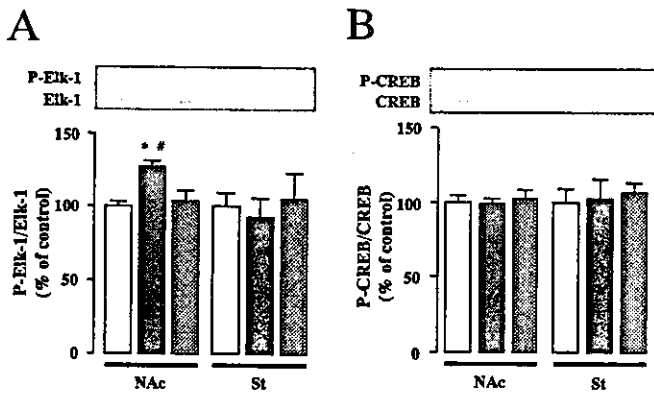 A
B
P-Elk-1
Elk-1
P-CREB
CREB
P-Elk-1/Elk-1
(% of control)
150
100
50
0
* #
NAc
St
P-CREB/CREB
(% of control)
150
100
50
0
NAc
St